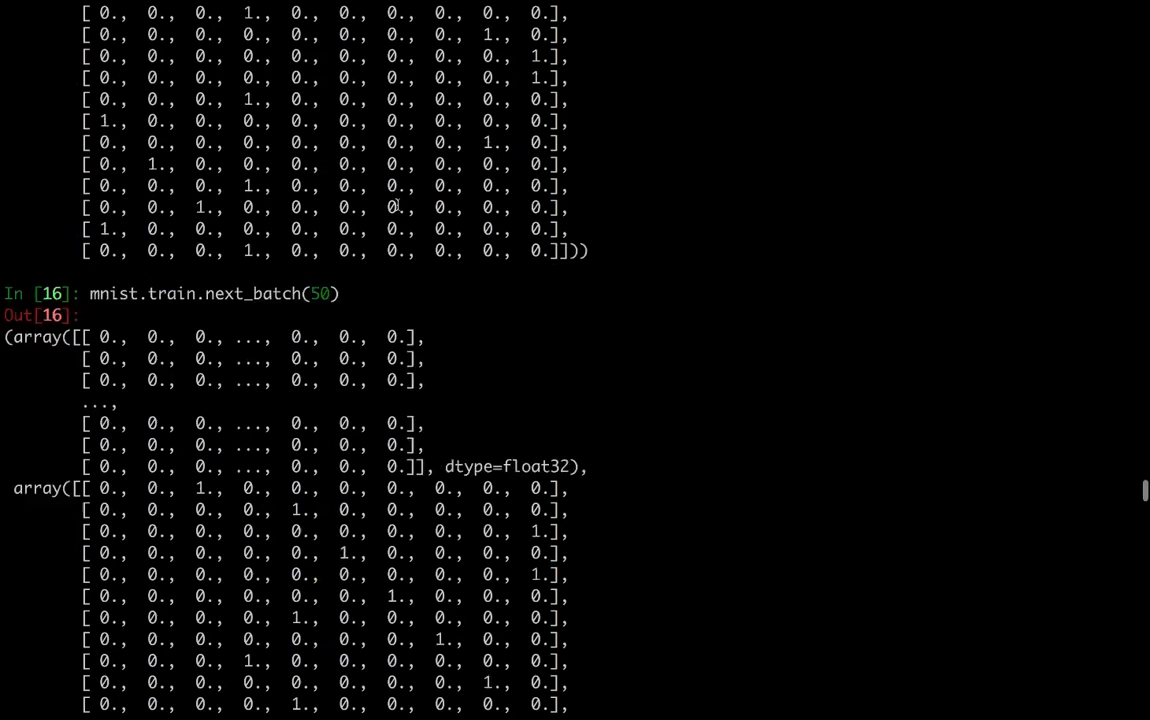 [ 0., 0., 0., 1., 0., 0., 0., 0., 0., 0.],
[ 0., 0., 0., 0., 0., 0., 0., 0., 1., 0.],
[ 0., 0., 0., 0., 0., 0., 0., 0., 0., 1.],
[ 0., 0., 0., 0., 0., 0., 0., 0., 0., 1.],
[ 0., 0., 0., 1., 0., 0., 0., 0., 0., 0.],
[ 1., 0., 0., 0., 0., 0., 0., 0., 0., 0.],
[ 0., 0., 0., 0., 0., 0., 0., 0., 1., 0.],
[ 0., 1., 0., 0., 0., 0., 0., 0., 0., 0.],
[ 0., 0., 0., 1., 0., 0., 0., 0., 0., 0.],
[ 0., 0., 1., 0., 0., 0., 0., 0., 0., 0.],
[ 1., 0., 0., 0., 0., 0., 0., 0., 0., 0.],
[ 0., 0., 0., 1., 0., 0., 0., 0., 0., 0.]]))
In [16]: mnist.train.next_batch(50)
Out[16]:
(array([[ 0., 0., 0., ..., 0., 0., 0.],
[ 0., 0., 0., ..., 0., 0., 0.],
[ 0., 0., 0., ..., 0., 0., 0.],
...,
[ 0., 0., 0., ..., 0., 0., 0.],
[ 0., 0., 0., ..., 0., 0., 0.],
[ 0., 0., 0., ..., 0., 0., 0.]], dtype=float32),
array([[ 0., 0., 1., 0., 0., 0., 0., 0., 0., 0.],
[ 0., 0., 0., 0., 1., 0., 0., 0., 0., 0.],
[ 0., 0., 0., 0., 0., 0., 0., 0., 0., 1.],
[ 0., 0., 0., 0., 0., 1., 0., 0., 0., 0.],
[ 0., 0., 0., 0., 0., 0., 0., 0., 0., 1.],
[ 0., 0., 0., 0., 0., 0., 1., 0., 0., 0.],
[ 0., 0., 0., 0., 1., 0., 0., 0., 0., 0.],
[ 0., 0., 0., 0., 0., 0., 0., 1., 0., 0.],
[ 0., 0., 0., 1., 0., 0., 0., 0., 0., 0.],
[ 0., 0., 0., 0., 0., 0., 0., 0., 1., 0.],
[ 0., 0., 0., 0., 1., 0., 0., 0., 0., 0.],